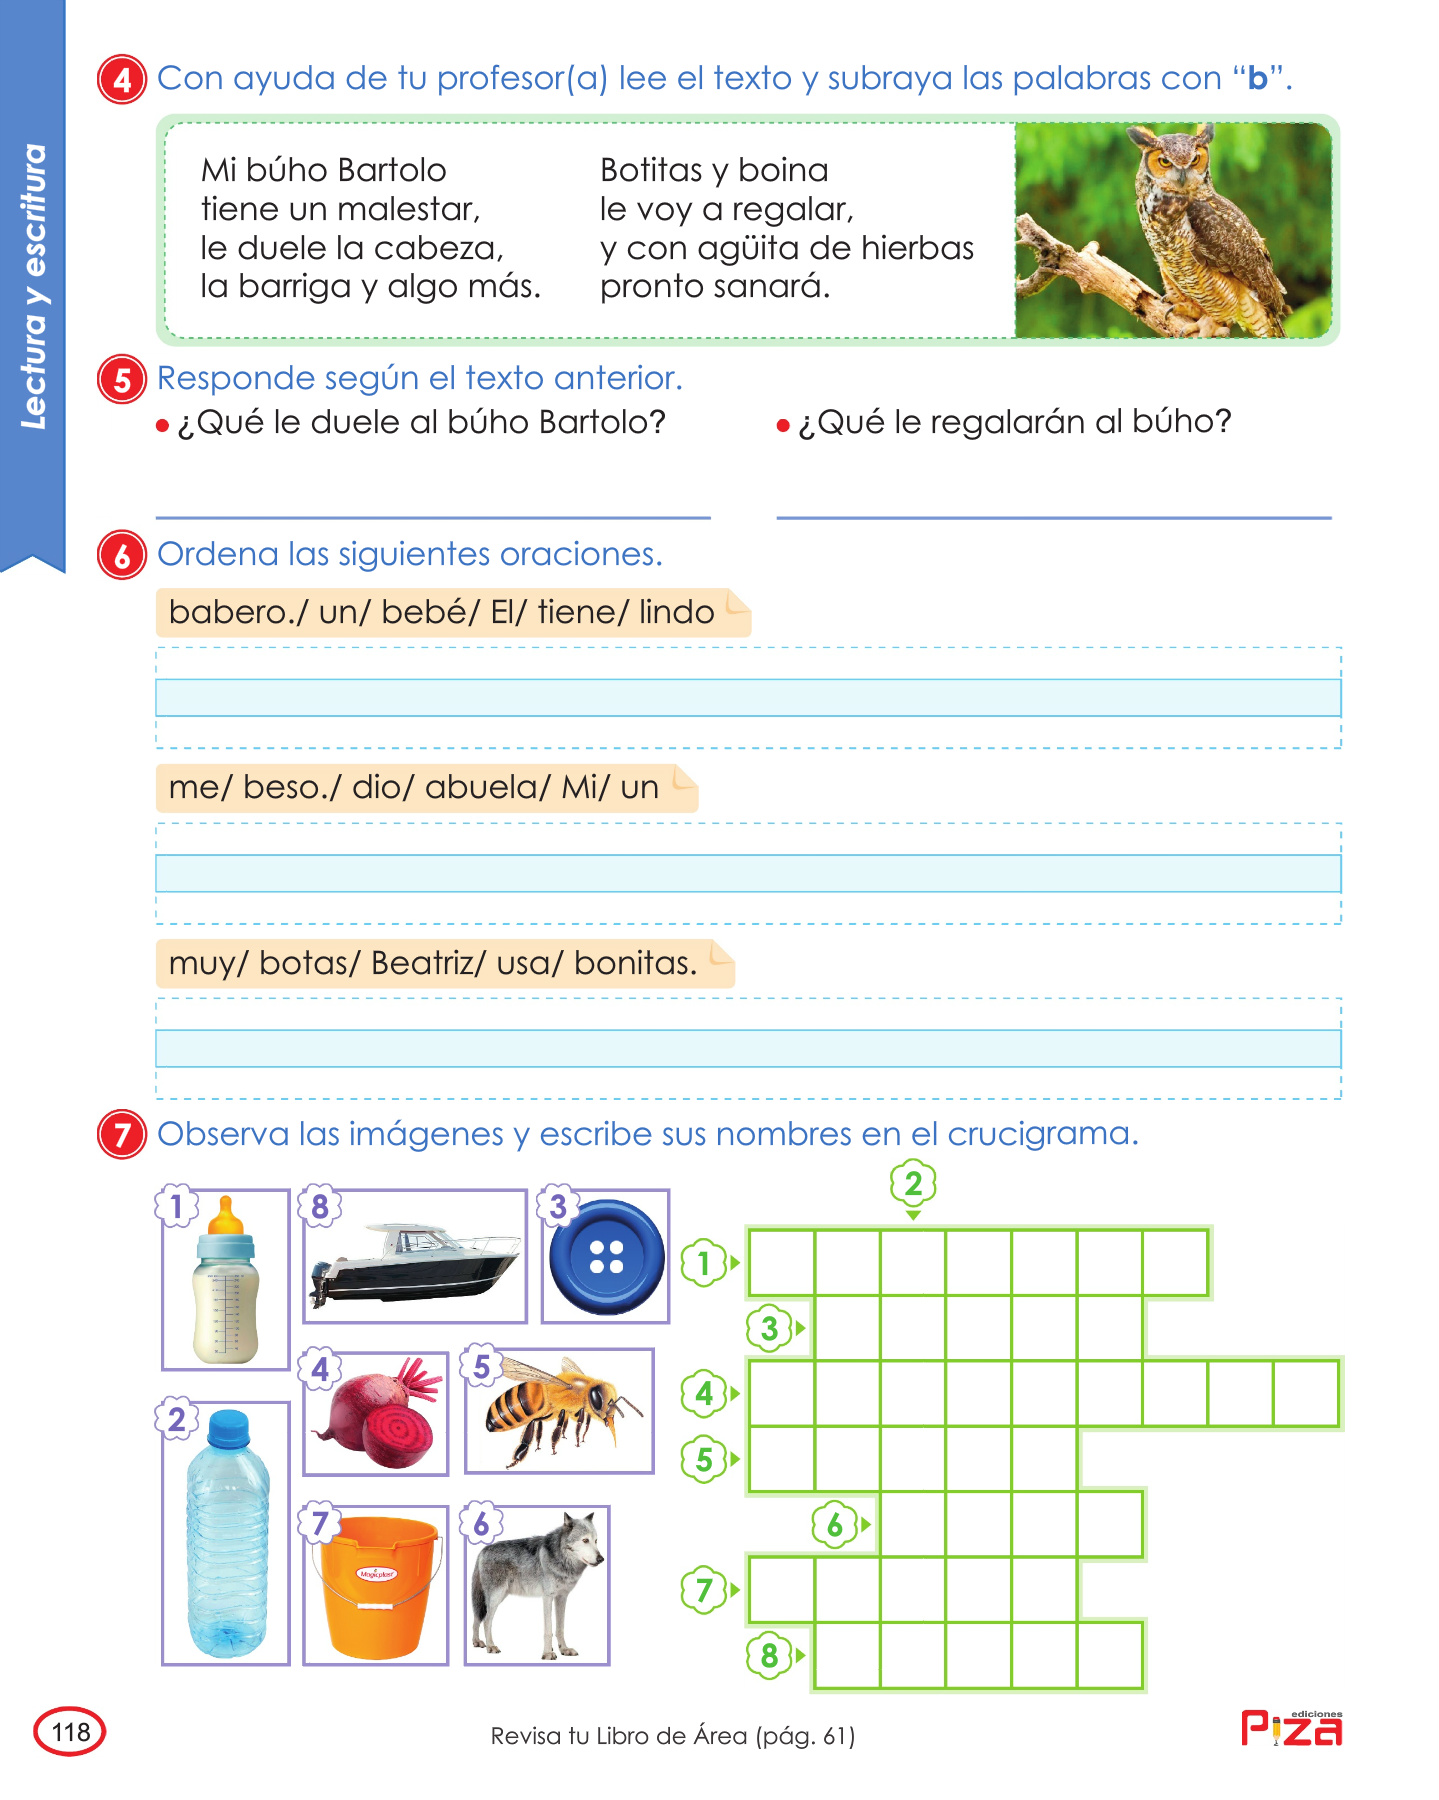 Lectura y escritura
4 Con ayuda de tu profesor(a) lee el texto y subraya las palabras con “b”.
Mi búho Bartolo
tiene un malestar,
le duele la cabeza,
la barriga y algo más.
Botitas y boina
le voy a regalar,
y con agüita de hierbas
pronto sanará.
5 Responde según el texto anterior.
• ¿Qué le duele al búho Bartolo?
• ¿Qué le regalarán al búho?
6 Ordena las siguientes oraciones.
babero./ un/ bebé/ El/ tiene/ lindo
me/ beso./ dio/ abuela/ Mi/ un
muy/ botas/ Beatriz/ usa/ bonitas.
7 Observa las imágenes y escribe sus nombres en el crucigrama.
1
8
3
4
5
2
7
Magicplast
6
2
1
3
4
5
6
7
8
118
Revisa tu Libro de Área (pág. 61)
ediciones
Piza